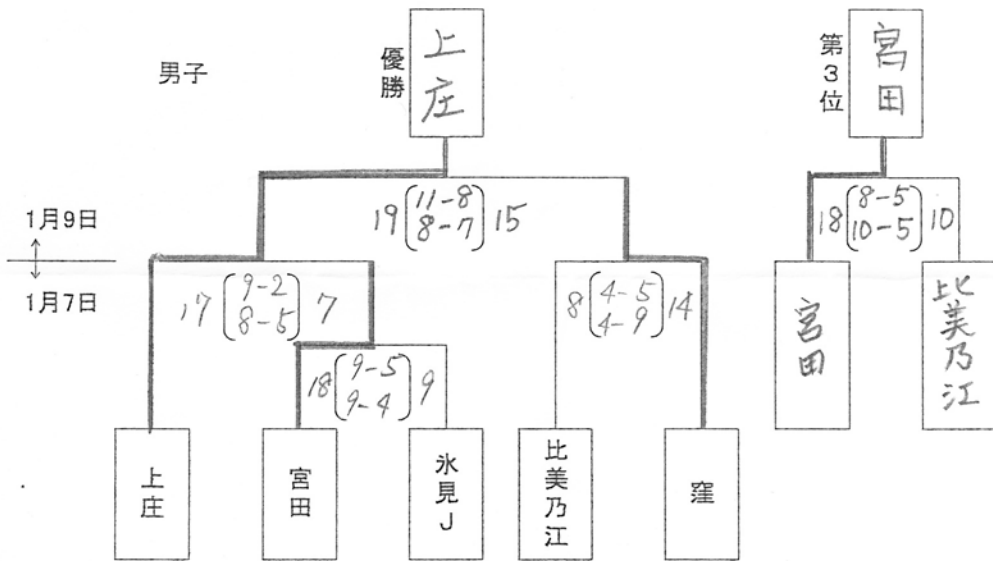 男子
優勝
上庄
第3位
宮田
19 (11-8 8-7) 15
18 (8-5 10-5) 10
1月9日
1月7日
17 (9-2 8-5) 7
8 (4-5 4-9) 14
18 (9-5 9-4) 9
宮田
比美乃江
上庄
宮田
氷見J
比美乃江
窪